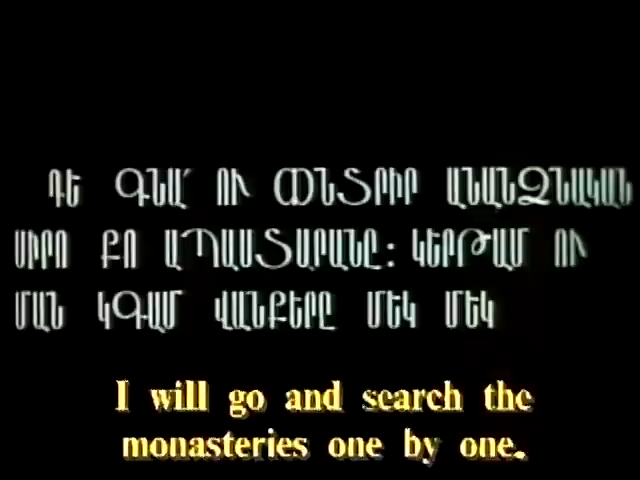 ԴԵ ԳՆԱ՜ ՈՒ ԸՆՏՐԻՐ ԱՆԱՆՁՆԱԿԱՆ
ՍԻՐՈ ՔՈ ԱՊԱՍՏԱՐԱՆԸ: ԿԵՐԹԱՄ ՈՒ
ՄԱՆ ԿԳԱՄ ՎԱՆՔԵՐԸ ՄԵԿ ՄԵԿ
I will go and search the
monasteries one by one.